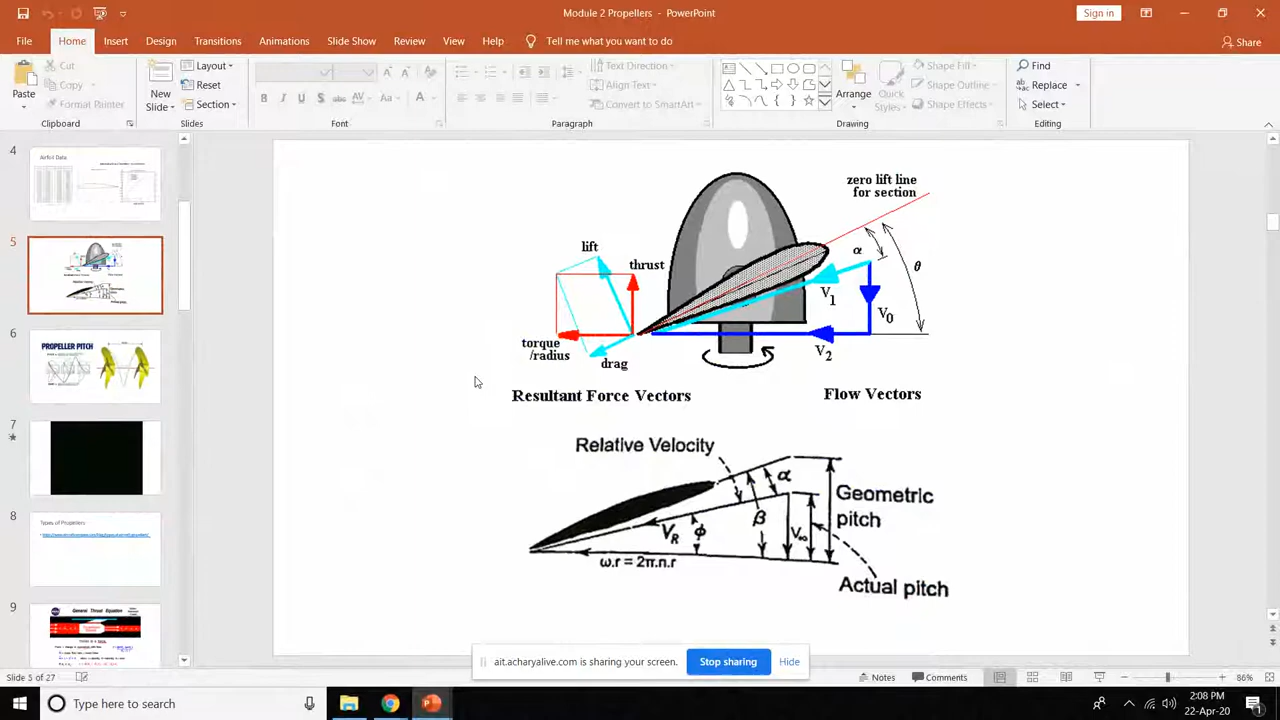 Module 2 Propellers - PowerPoint
Sign in
File Home Insert Design Transitions Animations Slide Show Review View Help Tell me what you want to do
Share
Paste
Cut
Copy
Format Painter
Clipboard
New
Slide
Layout
Reset
Section
Slides
Font
Text Direction
Align Text
Convert to SmartArt
Paragraph
Arrange
Quick
Styles
Shape Fill
Shape Outline
Shape Effects
Drawing
Find
Replace
Select
Editing
4
Airfoil Data
5
6
PROPELLER PITCH
7
8
Types of Propellers
9
General Thrust Equation
zero lift line
for section
lift
thrust
α
θ
V1
V0
V2
torque
/radius
drag
Resultant Force Vectors
Flow Vectors
Relative Velocity
α
Geometric
pitch
VR
ϕ
β
V∞
ω.r = 2π.n.r
Actual pitch
is sharing your screen.
Stop sharing
Hide
5 of 27
Notes
Comments
86%
Type here to search
2:08 PM
22-Apr-20